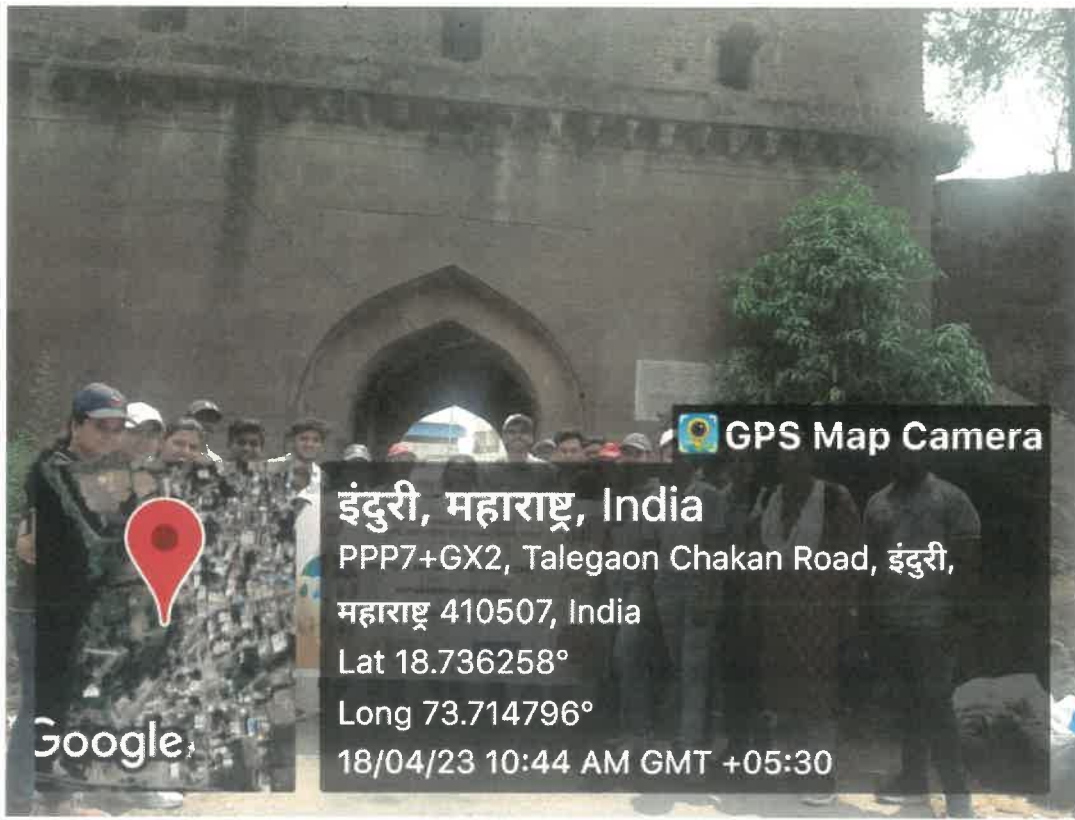 GPS Map Camera
इंदुरी, महाराष्ट्र, India
PPP7+GX2, Talegaon Chakan Road, इंदुरी,
महाराष्ट्र 410507, India
Lat 18.736258°
Long 73.714796°
18/04/23 10:44 AM GMT +05:30
Google